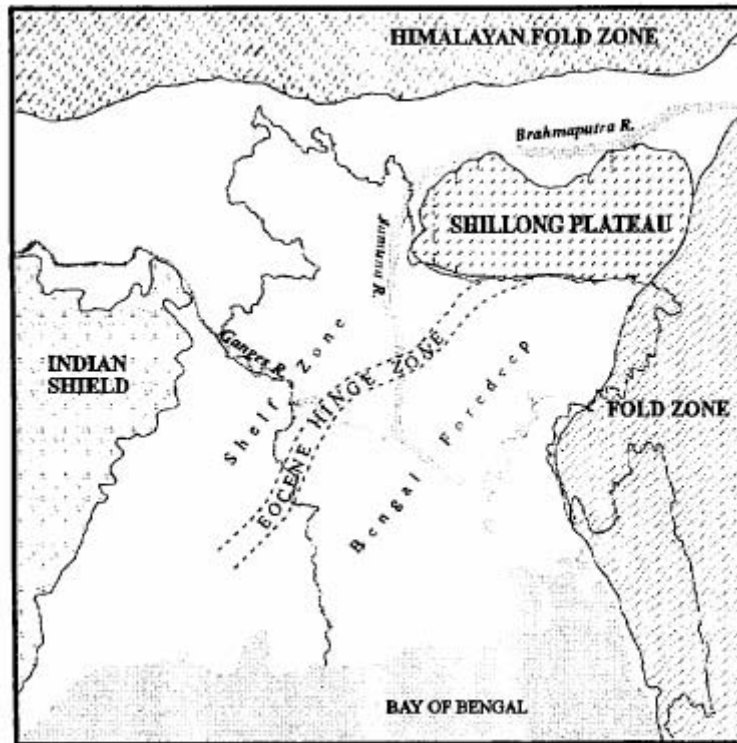 HIMALAYAN FOLD ZONE
Brahmaputra R.
SHILLONG PLATEAU
Jamuna R.
Ganges R.
INDIAN
SHIELD
Shelf Zone
EOCENE HINGE ZONE
Bengal Foredeep
FOLD ZONE
BAY OF BENGAL